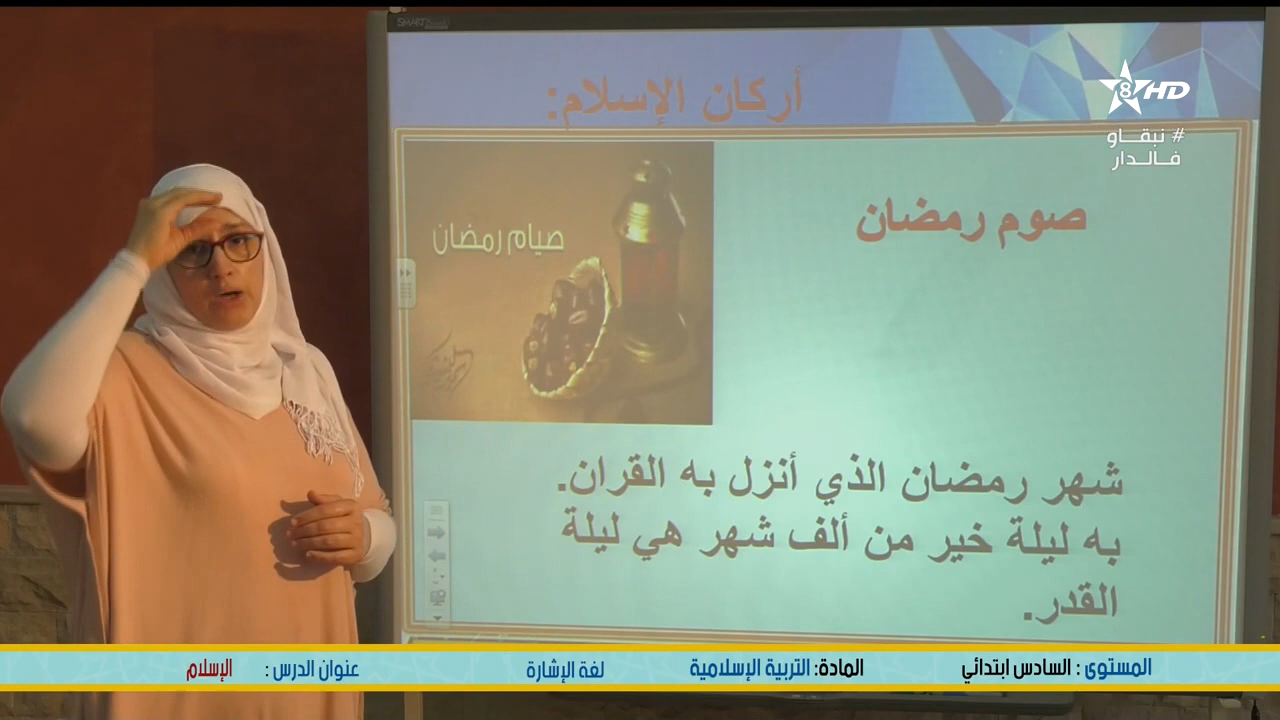 SMART
أركان الإسلام:
8 HD
# نبقاو
فالدار
صوم رمضان
صيام رمضان
شهر رمضان الذي أنزل به القران.
به ليلة خير من ألف شهر هي ليلة
القدر.
المستوى : السادس ابتدائي المادة: التربية الإسلامية لغة الإشارة عنوان الدرس : الإسلام